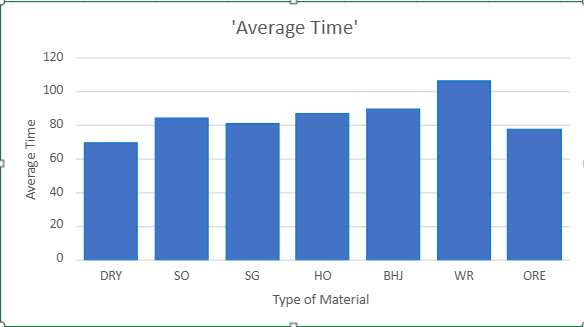 'Average Time'
120
100
80
60
40
20
0
Average Time
DRY SO SG HO BHJ WR ORE
Type of Material